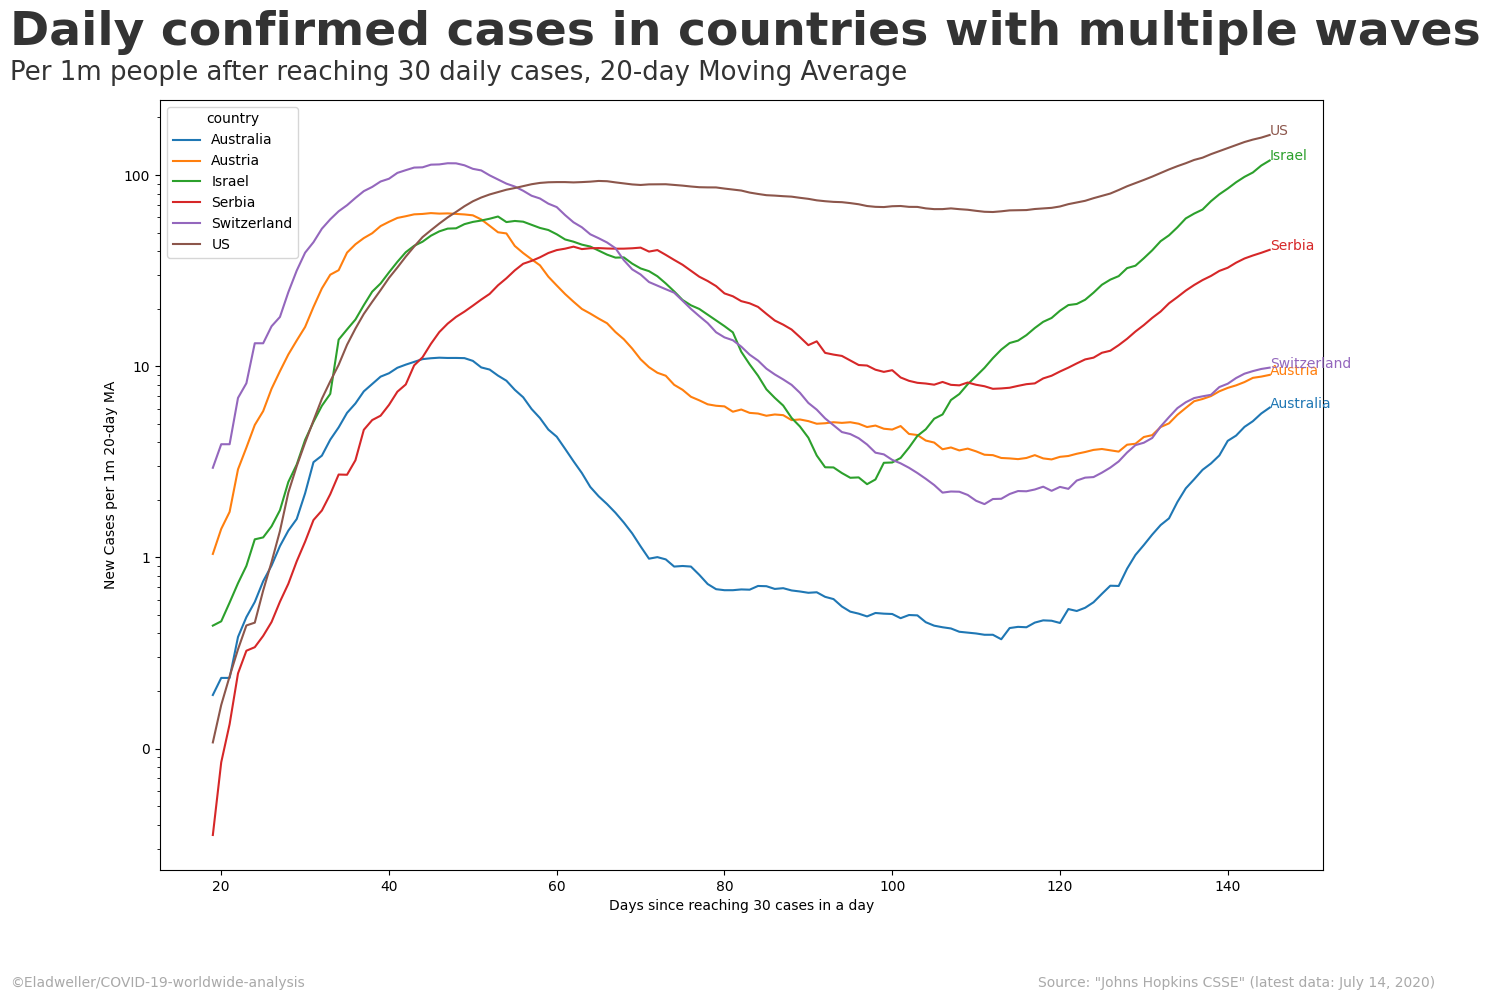 Daily confirmed cases in countries with multiple waves
Per 1m people after reaching 30 daily cases, 20-day Moving Average
country
Australia
Austria
Israel
Serbia
Switzerland
US
US
Israel
Serbia
Switzerland
Austria
Australia
100
10
1
0
New Cases per 1m 20-day MA
20 40 60 80 100 120 140
Days since reaching 30 cases in a day
©Eladweller/COVID-19-worldwide-analysis
Source: "Johns Hopkins CSSE" (latest data: July 14, 2020)